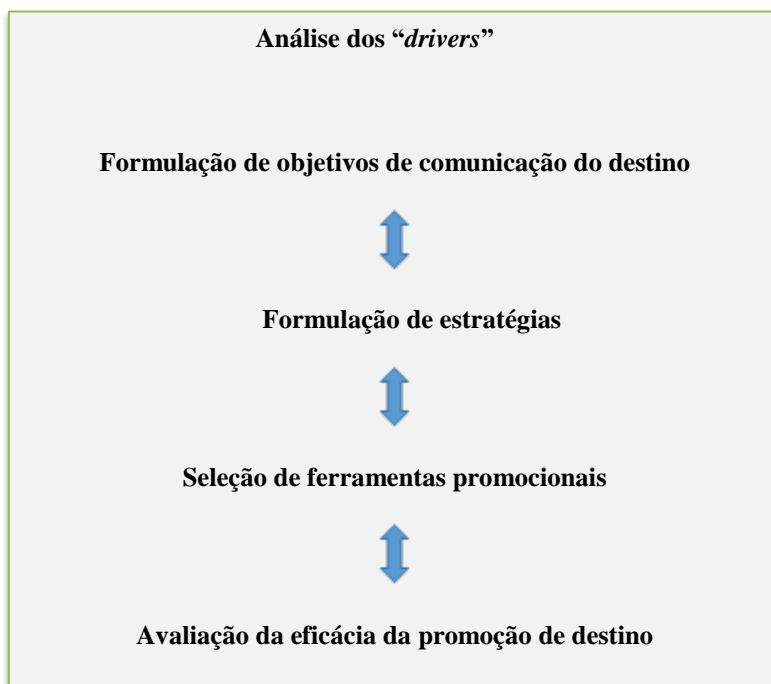 Análise dos “drivers”
Formulação de objetivos de comunicação do destino
Formulação de estratégias
Seleção de ferramentas promocionais
Avaliação da eficácia da promoção de destino